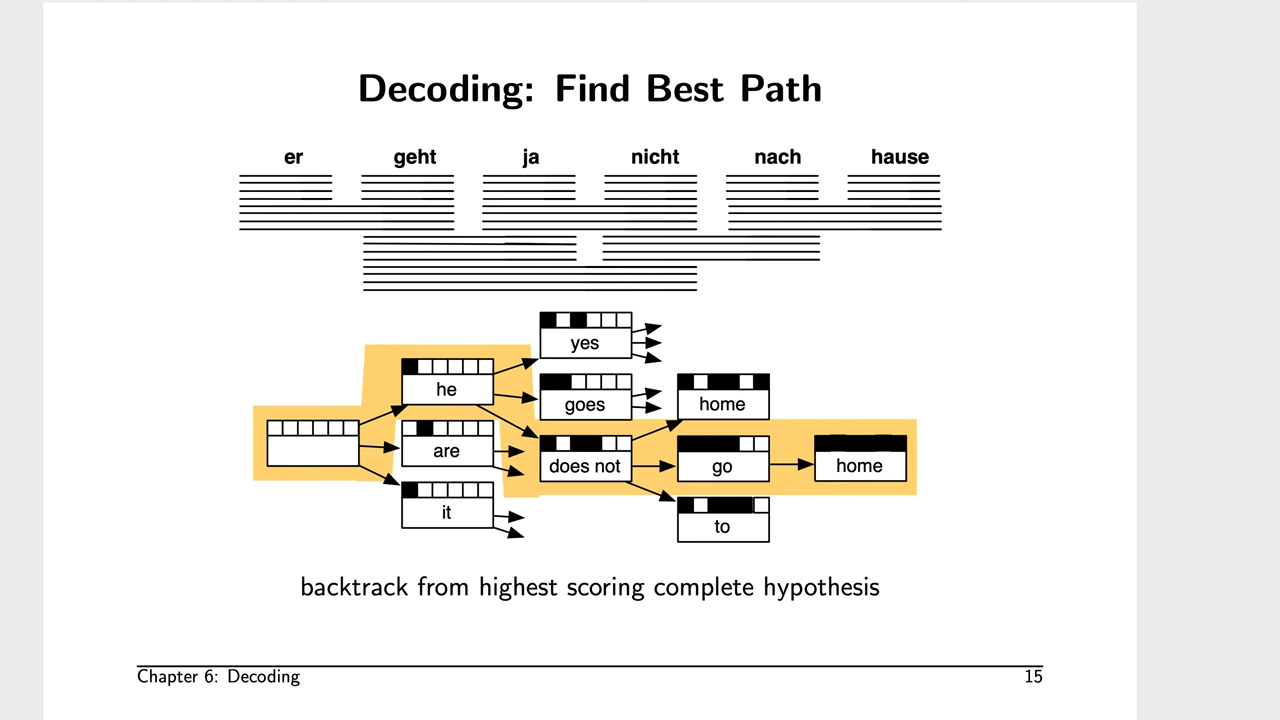 Decoding: Find Best Path
er geht ja nicht nach hause
yes
he
goes
home
are
does not
go
home
it
to
backtrack from highest scoring complete hypothesis
Chapter 6: Decoding
15